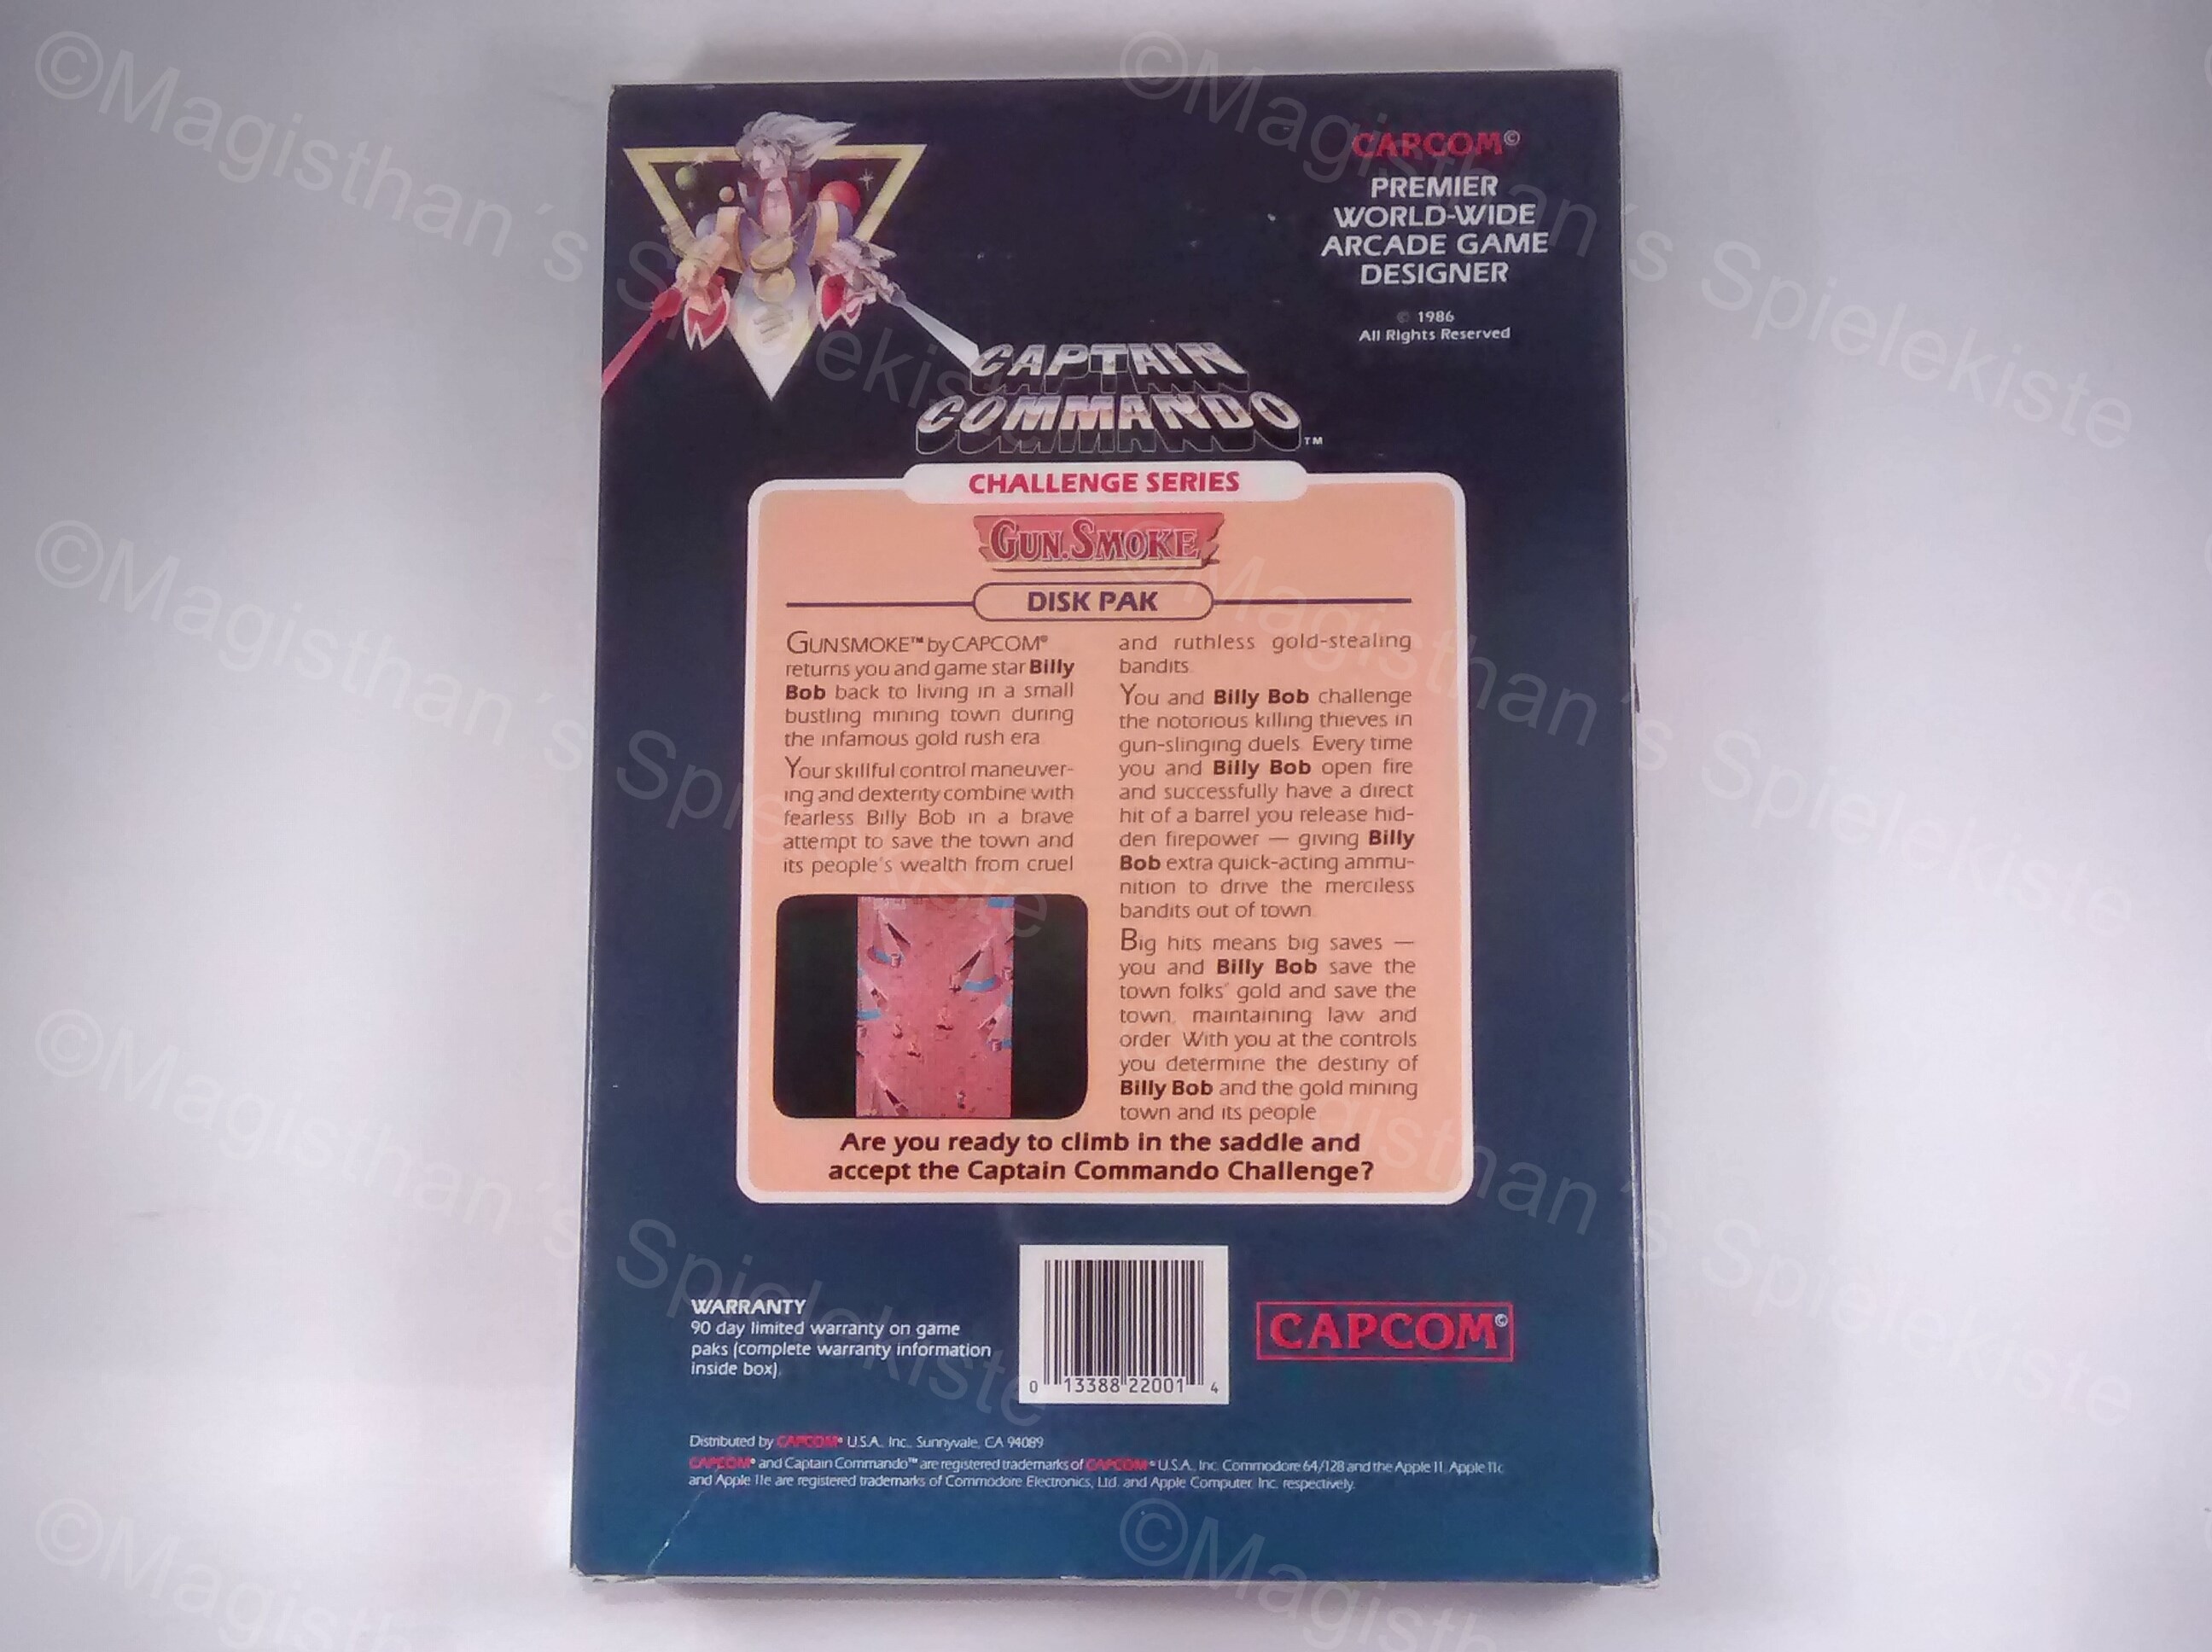 CAPCOM©
PREMIER
WORLD-WIDE
ARCADE GAME
DESIGNER
© 1986
All Rights Reserved
CAPTAIN
COMMANDO™
CHALLENGE SERIES
GUN.SMOKE
DISK PAK
GUNSMOKE™ by CAPCOM®
returns you and game star Billy
Bob back to living in a small
bustling mining town during
the infamous gold rush era.
Your skillful control maneuver-
ing and dexterity combine with
fearless Billy Bob in a brave
attempt to save the town and
its people's wealth from cruel
and ruthless gold-stealing
bandits.
You and Billy Bob challenge
the notorious killing thieves in
gun-slinging duels. Every time
you and Billy Bob open fire
and successfully have a direct
hit of a barrel you release hid-
den firepower — giving Billy
Bob extra quick-acting ammu-
nition to drive the merciless
bandits out of town.
Big hits means big saves —
you and Billy Bob save the
town folks' gold and save the
town, maintaining law and
order. With you at the controls
you determine the destiny of
Billy Bob and the gold mining
town and its people.
Are you ready to climb in the saddle and
accept the Captain Commando Challenge?
WARRANTY
90 day limited warranty on game
paks (complete warranty information
inside box).
0 13388 22001 4
CAPCOM©
Distributed by CAPCOM® U.S.A., Inc., Sunnyvale, CA 94089
CAPCOM® and Captain Commando™ are registered trademarks of CAPCOM® U.S.A., Inc. Commodore 64/128 and the Apple II, Apple IIc
and Apple IIe are registered trademarks of Commodore Electronics, Ltd. and Apple Computer, Inc. respectively.
©Magisthan´s Spielekiste
©Magisthan´s Spielekiste
©Magisthan´s Spielekiste
©Magisthan´s Spielekiste
©Magisthan´s Spielekiste
©Magisthan´s Spielekiste